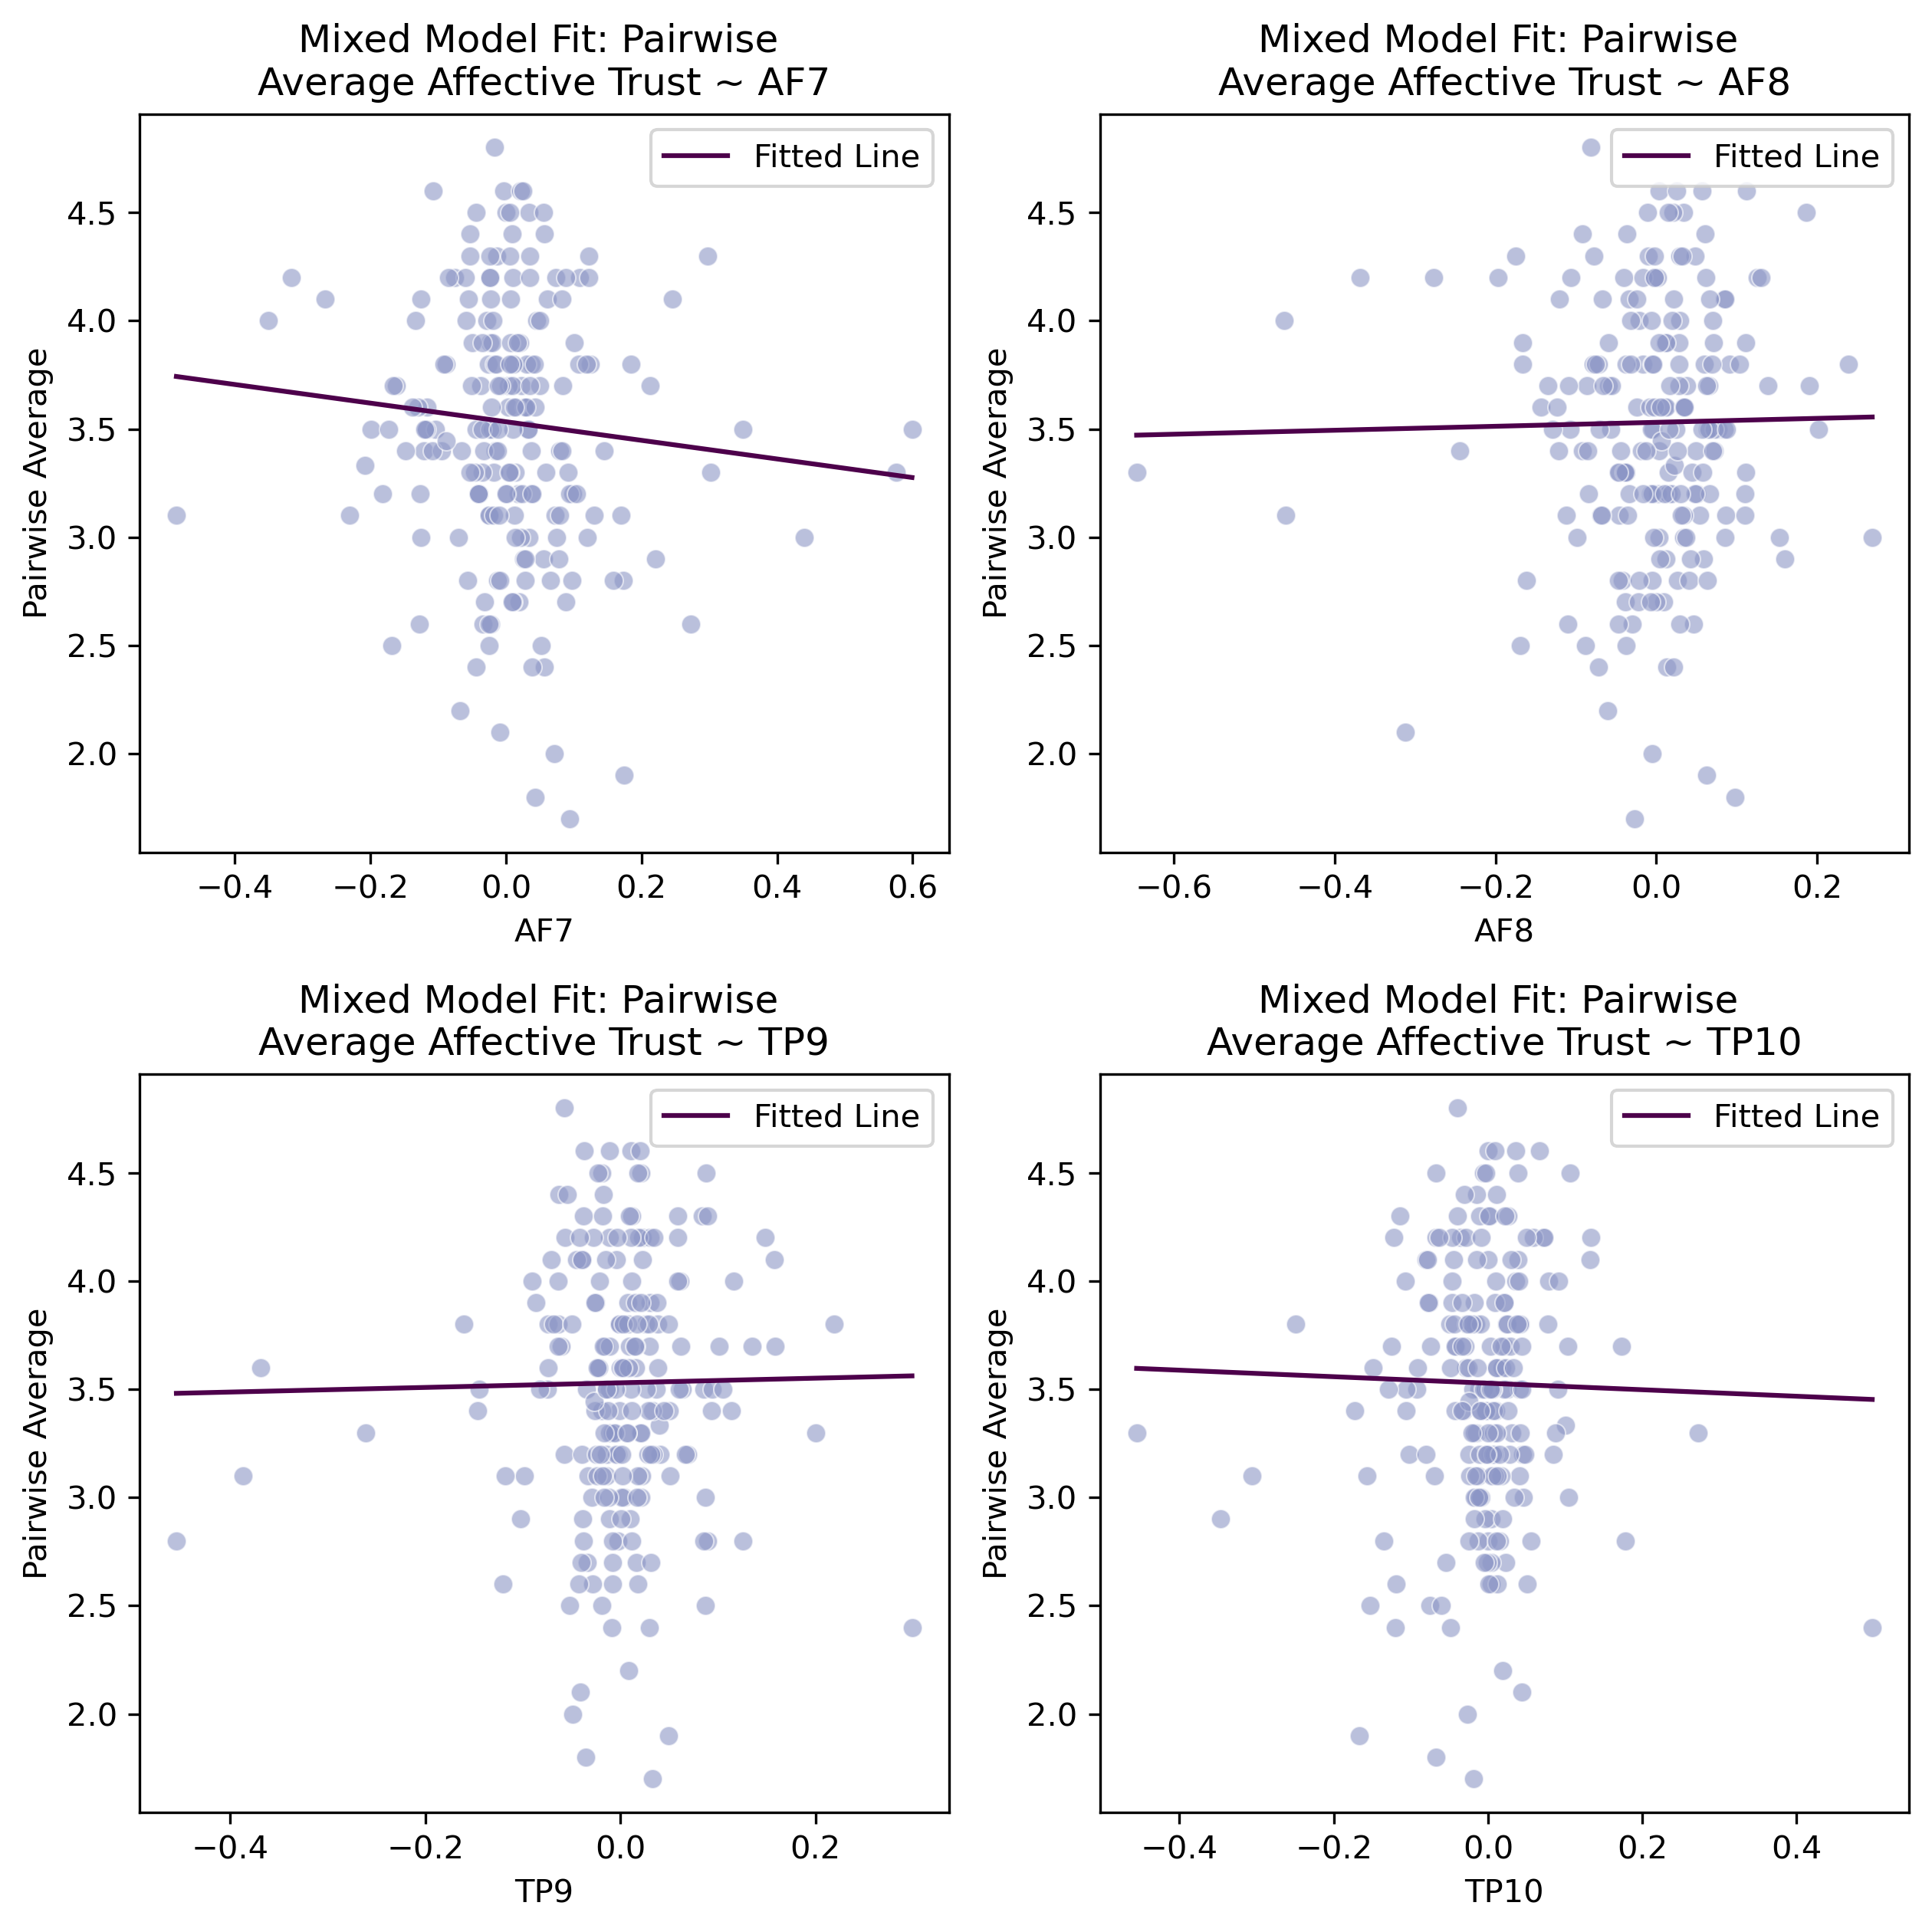 Mixed Model Fit: Pairwise
Average Affective Trust ~ AF7
Fitted Line
4.5
4.0
3.5
3.0
2.5
2.0
Pairwise Average
−0.4 −0.2 0.0 0.2 0.4 0.6
AF7
Mixed Model Fit: Pairwise
Average Affective Trust ~ AF8
Fitted Line
4.5
4.0
3.5
3.0
2.5
2.0
Pairwise Average
−0.6 −0.4 −0.2 0.0 0.2
AF8
Mixed Model Fit: Pairwise
Average Affective Trust ~ TP9
Fitted Line
4.5
4.0
3.5
3.0
2.5
2.0
Pairwise Average
−0.4 −0.2 0.0 0.2
TP9
Mixed Model Fit: Pairwise
Average Affective Trust ~ TP10
Fitted Line
4.5
4.0
3.5
3.0
2.5
2.0
Pairwise Average
−0.4 −0.2 0.0 0.2 0.4
TP10